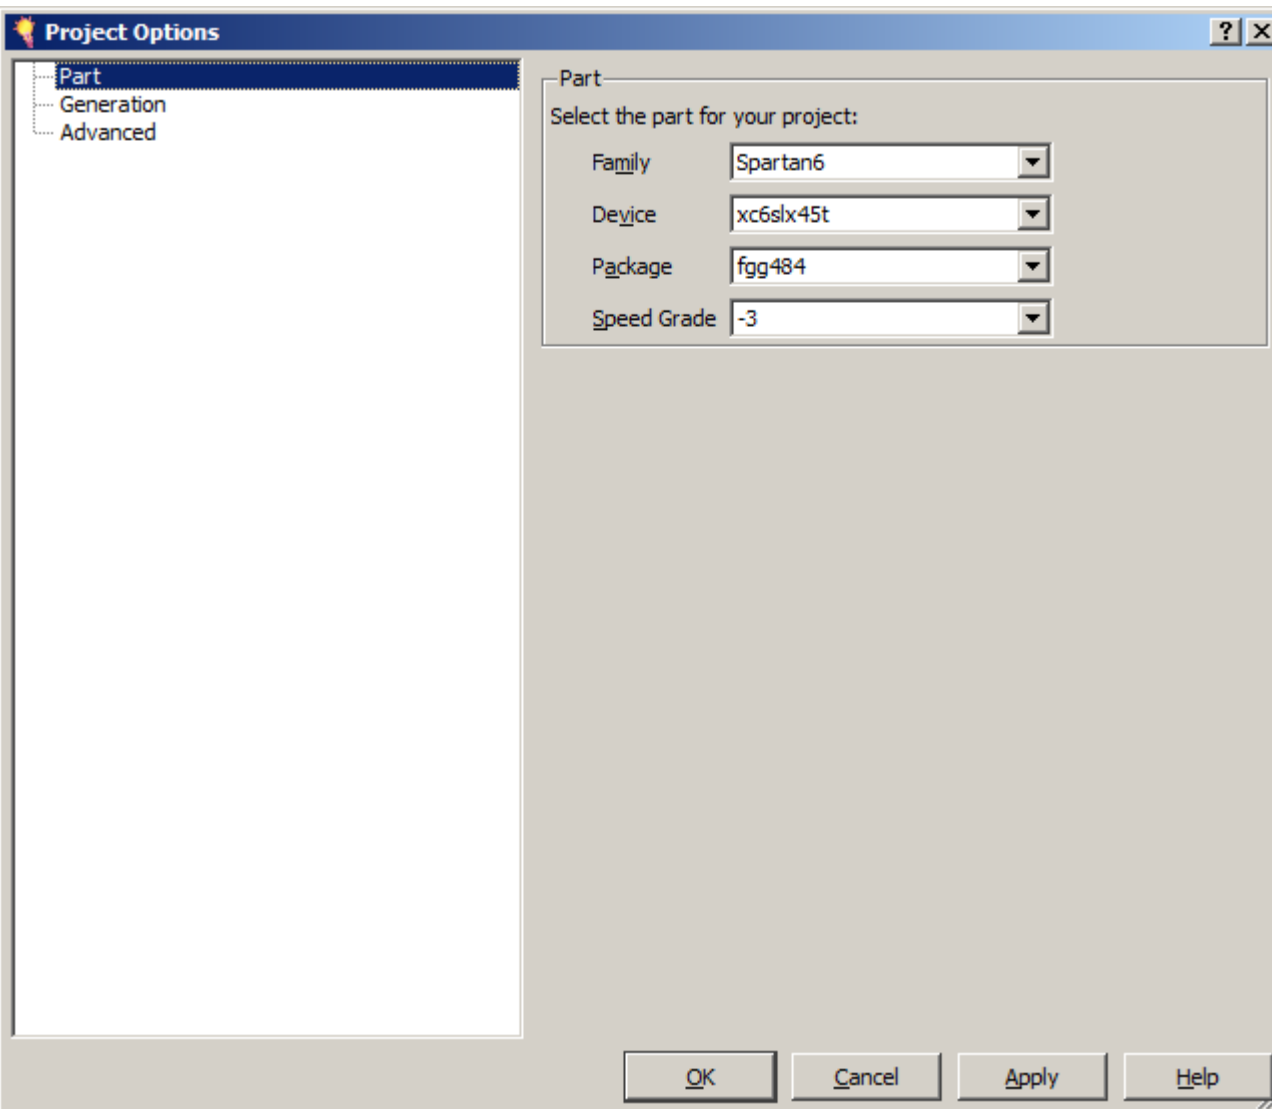 Project Options
Part
Generation
Advanced
Part
Select the part for your project:
Family Spartan6
Device xc6slx45t
Package fgg484
Speed Grade -3
OK Cancel Apply Help